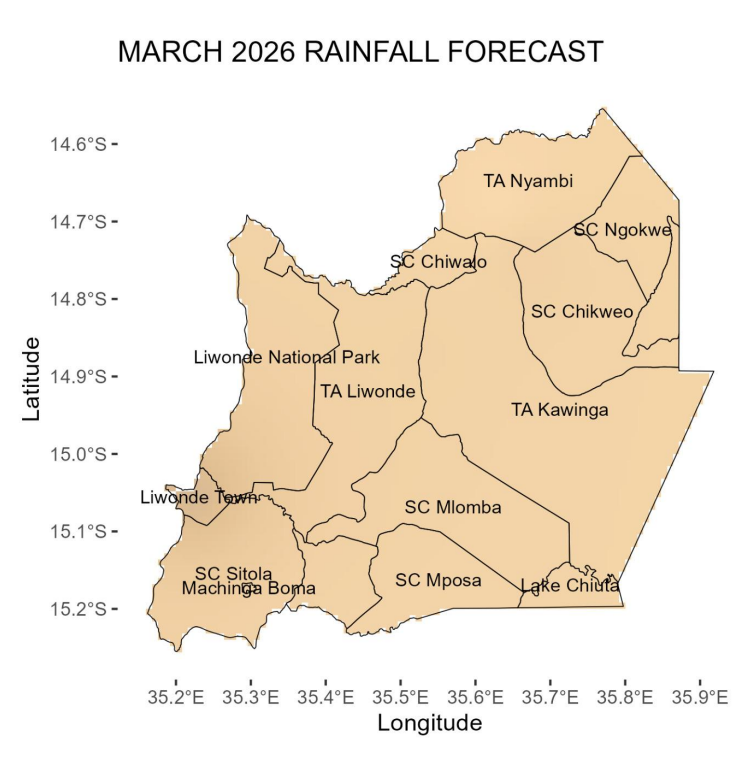 MARCH 2026 RAINFALL FORECAST
14.6°S
TA Nyambi
14.7°S
SC Ngokwe
SC Chiwalo
14.8°S
SC Chikweo
Liwonde National Park
14.9°S
TA Liwonde
TA Kawinga
15.0°S
Liwonde Town
SC Mlomba
15.1°S
SC Sitola
Machinga Boma
SC Mposa
Lake Chiuta
15.2°S
35.2°E 35.3°E 35.4°E 35.5°E 35.6°E 35.7°E 35.8°E 35.9°E
Longitude
Latitude